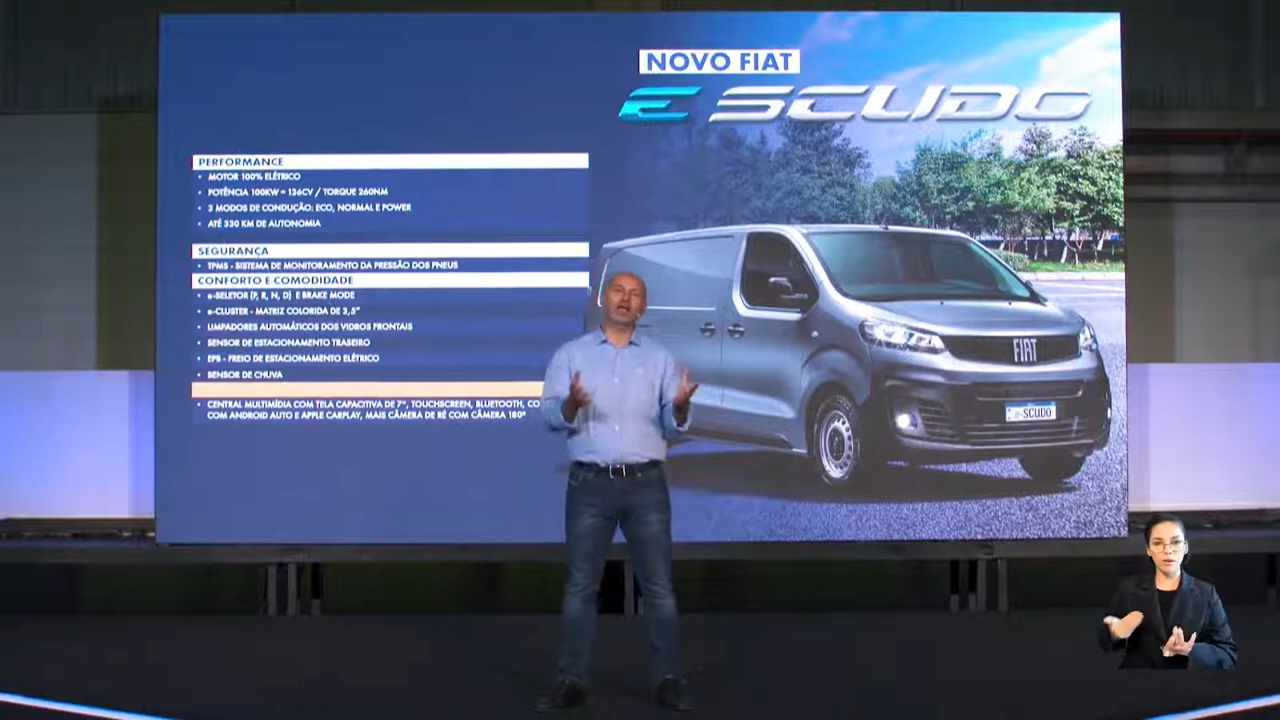 NOVO FIAT
E SCUDO
PERFORMANCE
• MOTOR 100% ELÉTRICO
• POTÊNCIA 100KW = 136CV / TORQUE 260NM
• 3 MODOS DE CONDUÇÃO: ECO, NORMAL E POWER
• ATÉ 330 KM DE AUTONOMIA
SEGURANÇA
• TPMS - SISTEMA DE MONITORAMENTO DA PRESSÃO DOS PNEUS
CONFORTO E COMODIDADE
• e-SELETOR [P, R, N, D] E BRAKE MODE
• e-CLUSTER - MATRIZ COLORIDA DE 3,5"
• LIMPADORES AUTOMÁTICOS DOS VIDROS FRONTAIS
• SENSOR DE ESTACIONAMENTO TRASEIRO
• EPB - FREIO DE ESTACIONAMENTO ELÉTRICO
• SENSOR DE CHUVA
• CENTRAL MULTIMÍDIA COM TELA CAPACITIVA DE 7", TOUCHSCREEN, BLUETOOTH, CO
COM ANDROID AUTO E APPLE CARPLAY, MAIS CÂMERA DE RÉ COM CÂMERA 180º
FIAT
e-SCUDO